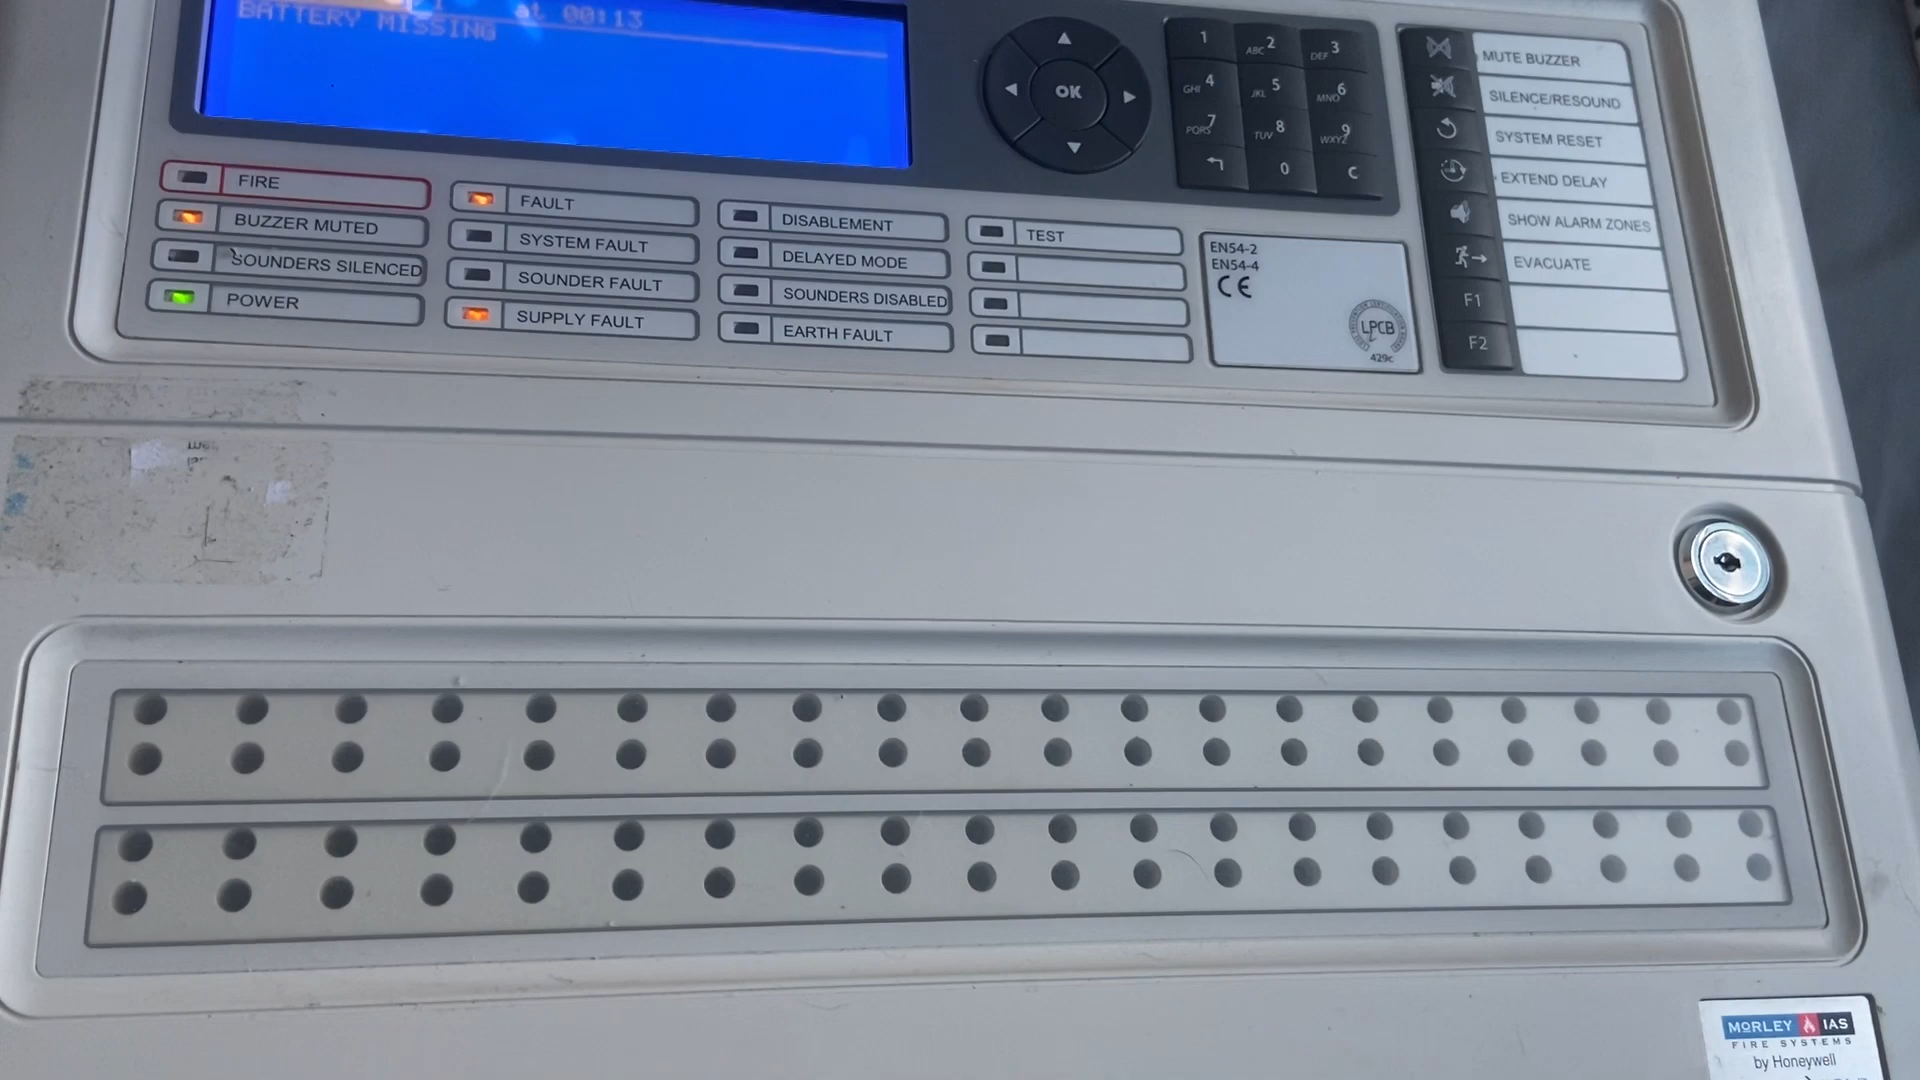 at 00:13
BATTERY MISSING
OK
1
ABC 2
DEF 3
GHI 4
JKL 5
MNO 6
PQRS 7
TUV 8
WXYZ 9
0
C
MUTE BUZZER
SILENCE/RESOUND
SYSTEM RESET
EXTEND DELAY
SHOW ALARM ZONES
EVACUATE
F1
F2
FIRE
BUZZER MUTED
SOUNDERS SILENCED
POWER
FAULT
SYSTEM FAULT
SOUNDER FAULT
SUPPLY FAULT
DISABLEMENT
DELAYED MODE
SOUNDERS DISABLED
EARTH FAULT
TEST
EN54-2
EN54-4
CE
LPCB
429c
MORLEY IAS
FIRE SYSTEMS
by Honeywell